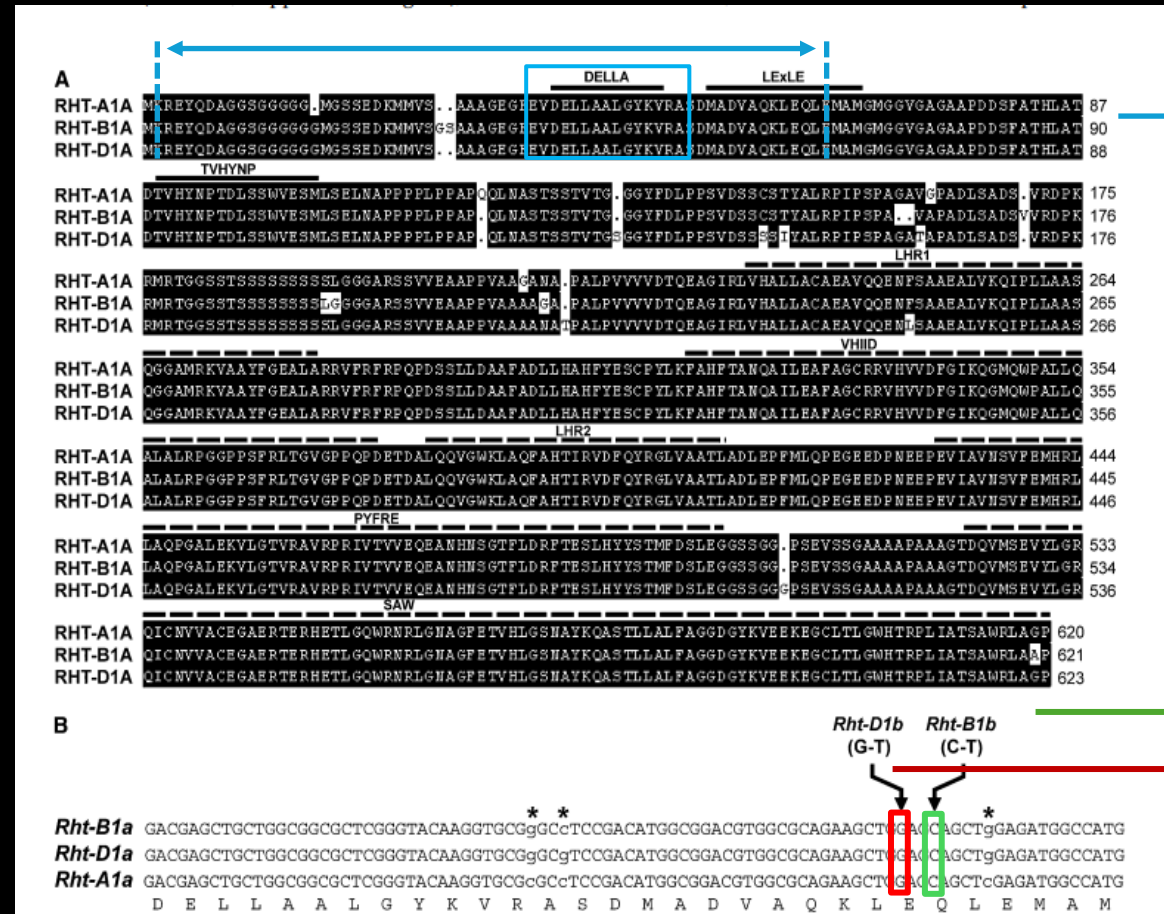 A
DELLA LExLE
RHT-A1A MKREYQDAGGSGGGGG.MGSSEDKMMVS..AAAGEGEEVDELLAALGYKVRASDMADVAQKLEQLEMAMGMGGVGAGAAPDDSFATHLAT 87
RHT-B1A MKREYQDAGGSGGGGGGMGSSEDKMMVSGSAAAGEGEEVDELLAALGYKVRASDMADVAQKLEQLEMAMGMGGVGAGAAPDDSFATHLAT 90
RHT-D1A MKREYQDAGGSGGGGGGMGSSEDKMMVS..AAAGEGEEVDELLAALGYKVRASDMADVAQKLEQLEMAMGMGGVGAGAAPDDSFATHLAT 88
TVHYNP
RHT-A1A DTVHYNPTDLSSWVESMLSELNAPPPPLPPAPQQLNASTSSTVTG.GGYFDLPPSVDSSCSTYALRPIPSPAGAVGPADLSADS.VRDPK 175
RHT-B1A DTVHYNPTDLSSWVESMLSELNAPPPPLPPAP.QLNASTSSTVTG.GGYFDLPPSVDSSCSTYALRPIPSPA..VAPADLSADSVVRDPK 176
RHT-D1A DTVHYNPTDLSSWVESMLSELNAPPPPLPPAP.QLNASTSSTVTGSGGYFDLPPSVDSSSSIYALRPIPSPAGATAPADLSADS.VRDPK 176
LHR1
RHT-A1A RMRTGGSSTSSSSSSSSSLGGGARSSVVEAAPPVAAGANA.PALPVVVVDTQEAGIRLVHALLACAEAVQQENFSAAEALVKQIPLLAAS 264
RHT-B1A RMRTGGSSTSSSSSSSSLGGGGARSSVVEAAPPVAAAAGA.PALPVVVVDTQEAGIRLVHALLACAEAVQQENFSAAEALVKQIPLLAAS 265
RHT-D1A RMRTGGSSTSSSSSSSSSLGGGARSSVVEAAPPVAAAANATPALPVVVVDTQEAGIRLVHALLACAEAVQQENLSAAEALVKQIPLLAAS 266
VHIID
RHT-A1A QGGAMRKVAAYFGEALARRVFRFRPQPDSSLLDAAFADLLHAHFYESCPYLKFAHFTANQAILEAFAGCRRVHVVDFGIKQGMQWPALLQ 354
RHT-B1A QGGAMRKVAAYFGEALARRVFRFRPQPDSSLLDAAFADLLHAHFYESCPYLKFAHFTANQAILEAFAGCRRVHVVDFGIKQGMQWPALLQ 355
RHT-D1A QGGAMRKVAAYFGEALARRVFRFRPQPDSSLLDAAFADLLHAHFYESCPYLKFAHFTANQAILEAFAGCRRVHVVDFGIKQGMQWPALLQ 356
LHR2
RHT-A1A ALALRPGGPPSFRLTGVGPPQPDETDALQQVGWKLAQFAHTIRVDFQYRGLVAATLADLEPFMLQPEGEEDPNEEPEVIAVNSVFEMHRL 444
RHT-B1A ALALRPGGPPSFRLTGVGPPQPDETDALQQVGWKLAQFAHTIRVDFQYRGLVAATLADLEPFMLQPEGEEDPNEEPEVIAVNSVFEMHRL 445
RHT-D1A ALALRPGGPPSFRLTGVGPPQPDETDALQQVGWKLAQFAHTIRVDFQYRGLVAATLADLEPFMLQPEGEEDPNEEPEVIAVNSVFEMHRL 446
PYFRE
RHT-A1A LAQPGALEKVLGTVRAVRPRIVTVVEQEANHNSGTFLDRFTESLHYYSTMFDSLEGGSSGG.PSEVSSGAAAAPAAAGTDQVMSEVYLGR 533
RHT-B1A LAQPGALEKVLGTVRAVRPRIVTVVEQEANHNSGTFLDRFTESLHYYSTMFDSLEGGSSGG.PSEVSSGAAAAPAAAGTDQVMSEVYLGR 534
RHT-D1A LAQPGALEKVLGTVRAVRPRIVTVVEQEANHNSGTFLDRFTESLHYYSTMFDSLEGGSSGGGPSEVSSGAAAAPAAAGTDQVMSEVYLGR 536
SAW
RHT-A1A QICNVVACEGAERTERHETLGQWRNRLGNAGFETVHLGSNAYKQASTLLALFAGGDGYKVEEKEGCLTLGWHTRPLIATSAWRLAGP 620
RHT-B1A QICNVVACEGAERTERHETLGQWRNRLGNAGFETVHLGSNAYKQASTLLALFAGGDGYKVEEKEGCLTLGWHTRPLIATSAWRLAAP 621
RHT-D1A QICNVVACEGAERTERHETLGQWRNRLGNAGFETVHLGSNAYKQASTLLALFAGGDGYKVEEKEGCLTLGWHTRPLIATSAWRLAGP 623
B
Rht-D1b Rht-B1b
(G-T) (C-T)
* * *
Rht-B1a GACGAGCTGCTGGCGGCGCTCGGGTACAAGGTGCGgGCcTCCGACATGGCGGACGTGGCGCAGAAGCTGGAGCAGCTgGAGATGGCCATG
Rht-D1a GACGAGCTGCTGGCGGCGCTCGGGTACAAGGTGCGgGCgTCCGACATGGCGGACGTGGCGCAGAAGCTGGAGCAGCTgGAGATGGCCATG
Rht-A1a GACGAGCTGCTGGCGGCGCTCGGGTACAAGGTGCGcGCcTCCGACATGGCGGACGTGGCGCAGAAGCTGGAGCAGCTcGAGATGGCCATG
D E L L A A L G Y K V R A S D M A D V A Q K L E Q L E M A M